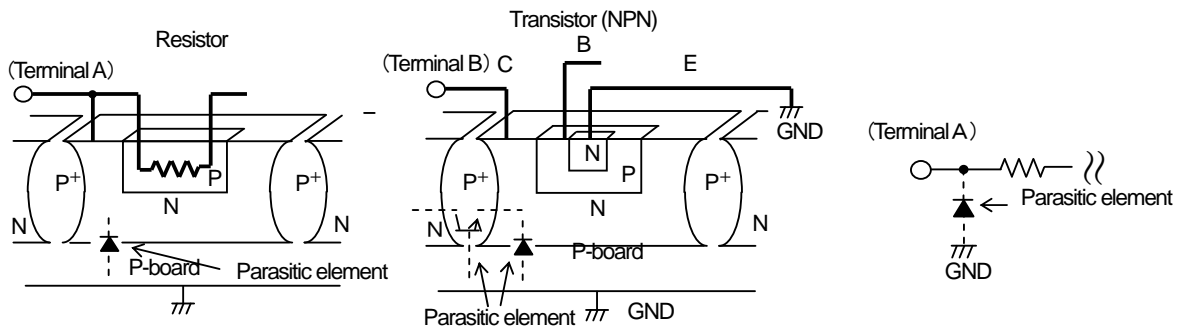 Resistor
(Terminal A)
P+
P
P+
N
N
N
P-board
Parasitic element
Transistor (NPN)
B
(Terminal B) C
E
GND
P+
N
P
P+
N
N
N
P-board
Parasitic element
GND
(Terminal A)
Parasitic element
GND